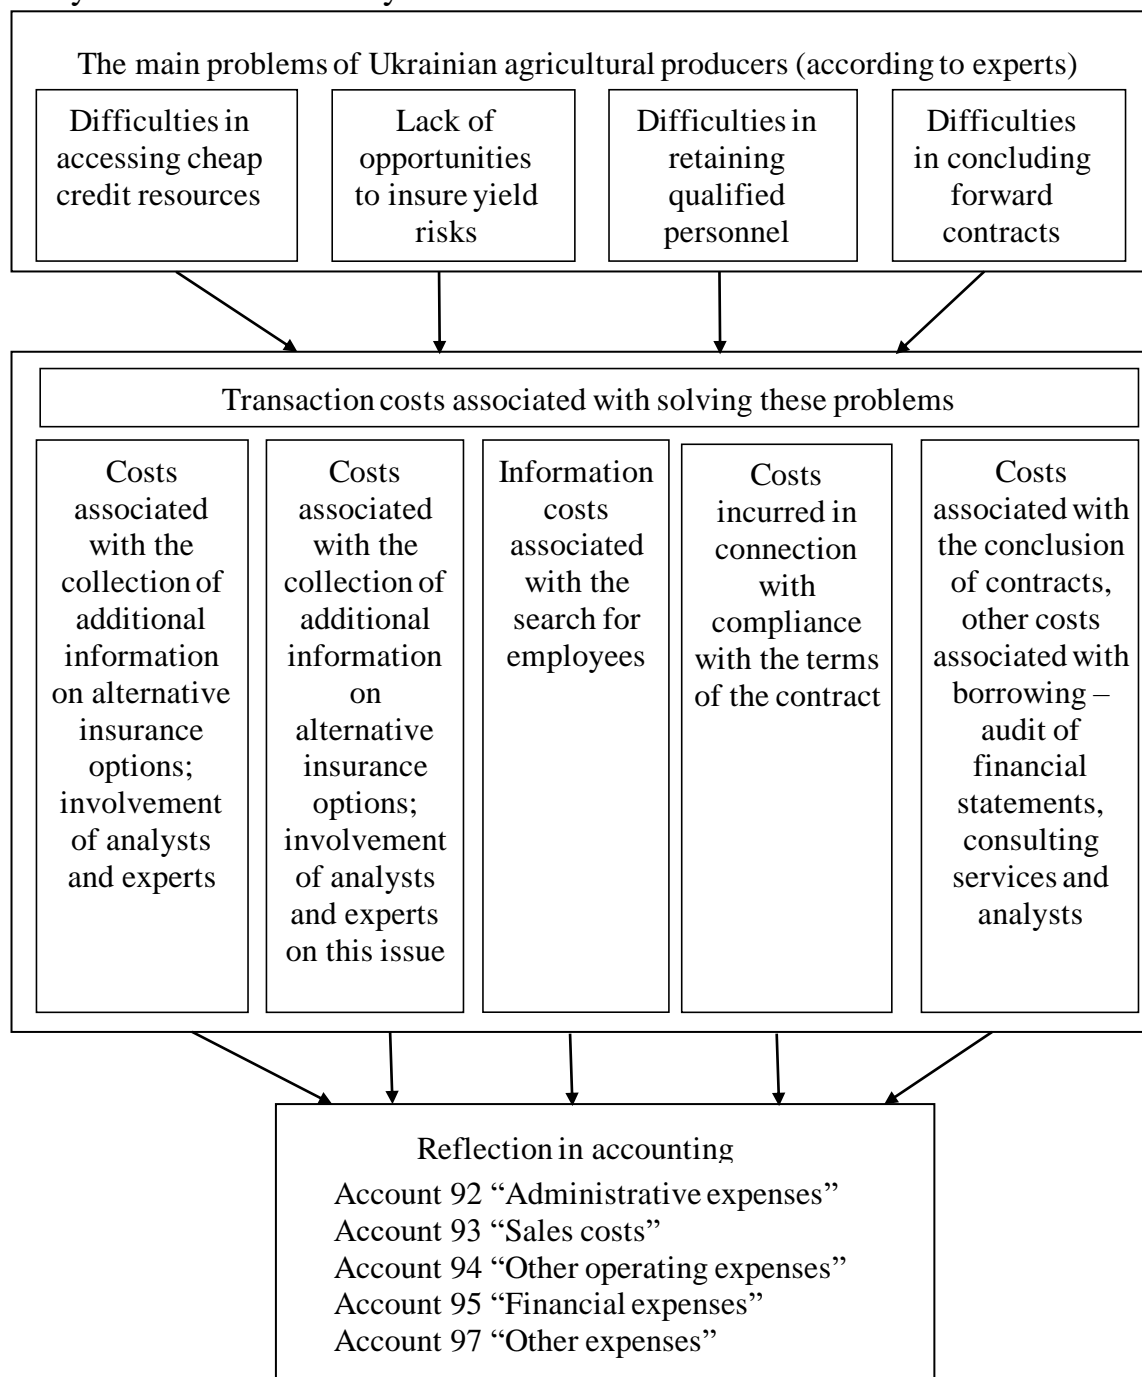 The main problems of Ukrainian agricultural producers (according to experts)
Difficulties in
accessing cheap
credit resources
Lack of
opportunities
to insure yield
risks
Difficulties in
retaining
qualified
personnel
Difficulties
in concluding
forward
contracts
Transaction costs associated with solving these problems
Costs
associated
with the
collection of
additional
information
on alternative
insurance
options;
involvement
of analysts
and experts
Costs
associated
with the
collection of
additional
information
on
alternative
insurance
options;
involvement
of analysts
and experts
on this issue
Information
costs
associated
with the
search for
employees
Costs
incurred in
connection
with
compliance
with the terms
of the contract
Costs
associated with
the conclusion
of contracts,
other costs
associated with
borrowing –
audit of
financial
statements,
consulting
services and
analysts
Reflection in accounting
Account 92 “Administrative expenses”
Account 93 “Sales costs”
Account 94 “Other operating expenses”
Account 95 “Financial expenses”
Account 97 “Other expenses”